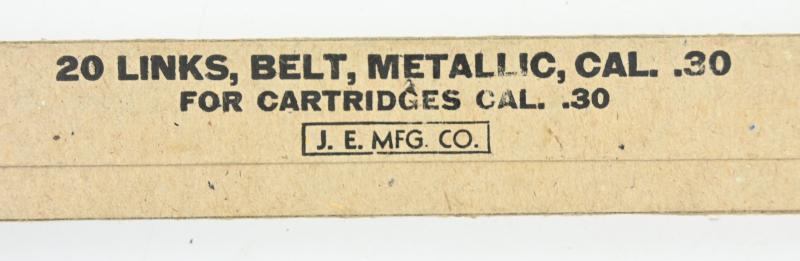 20 LINKS, BELT, METALLIC, CAL. .30
FOR CARTRIDGES CAL. .30
J. E. MFG. CO.